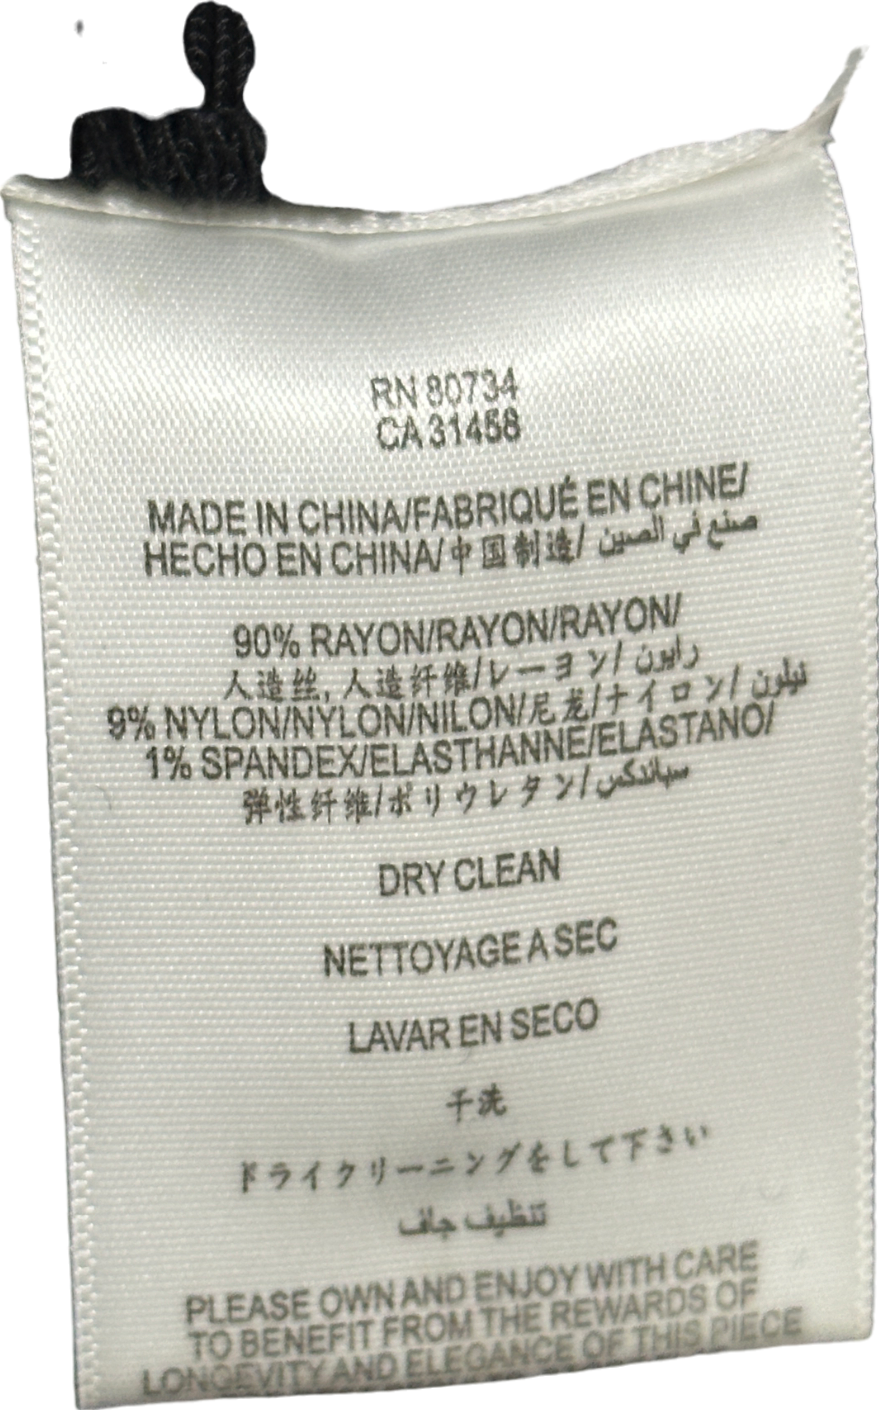 RN 80734
CA 31458
MADE IN CHINA/FABRIQUÉ EN CHINE/
HECHO EN CHINA/中国制造/ صنع في الصين
90% RAYON/RAYON/RAYON/
人造丝, 人造纤维/レーヨン/ رايون
9% NYLON/NYLON/NILON/尼龙/ナイロン/ نيلون
1% SPANDEX/ELASTHANNE/ELASTANO/
弹性纤维/ポリウレタン/ سباندكس
DRY CLEAN
NETTOYAGE A SEC
LAVAR EN SECO
干洗
ドライクリーニングをして下さい
تنظيف جاف
PLEASE OWN AND ENJOY WITH CARE
TO BENEFIT FROM THE REWARDS OF
LONGEVITY AND ELEGANCE OF THIS PIECE